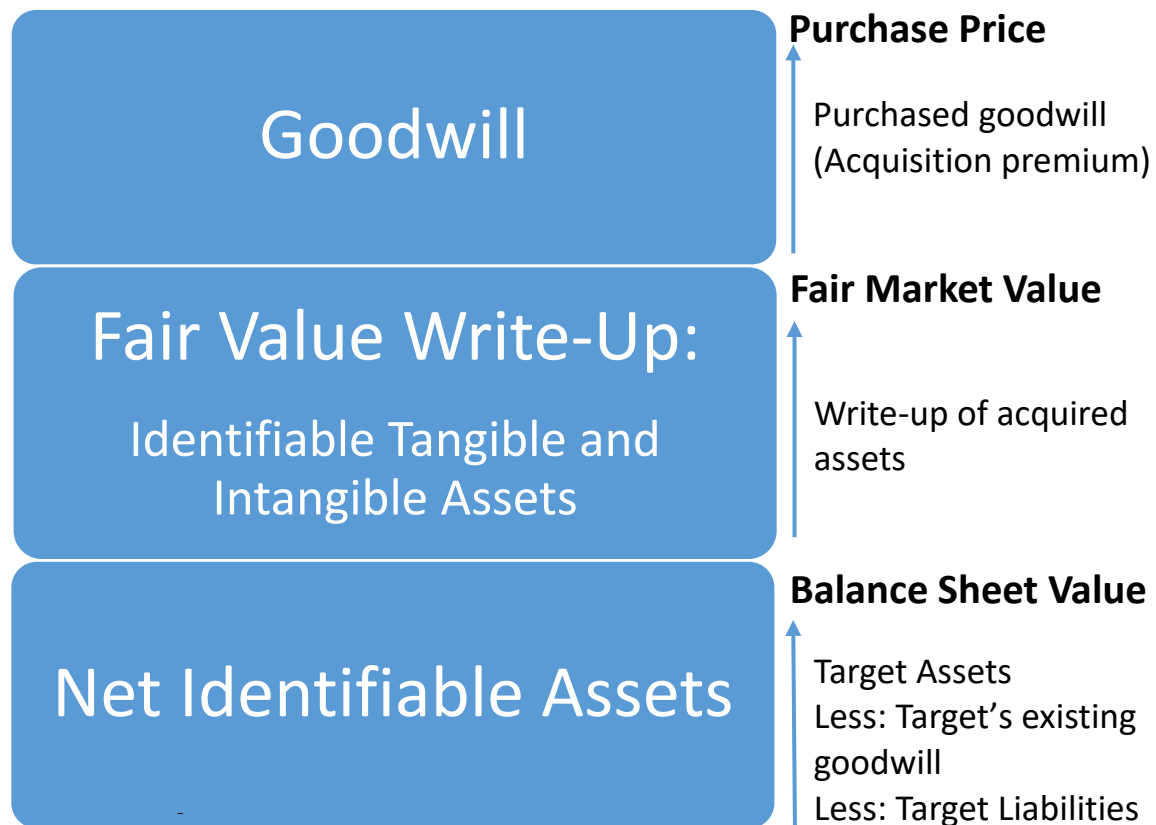 Goodwill
Purchase Price
Purchased goodwill
(Acquisition premium)
Fair Value Write-Up:
Identifiable Tangible and
Intangible Assets
Fair Market Value
Write-up of acquired
assets
Net Identifiable Assets
Balance Sheet Value
Target Assets
Less: Target’s existing
goodwill
Less: Target Liabilities